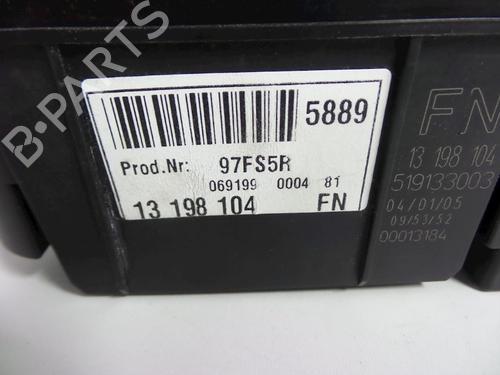 5889
Prod.Nr: 97FS5R
069199 0004 81
13 198 104 FN
FN
13 198 104
519133003
04/01/05
09/53/52
00013184
B-PARTS